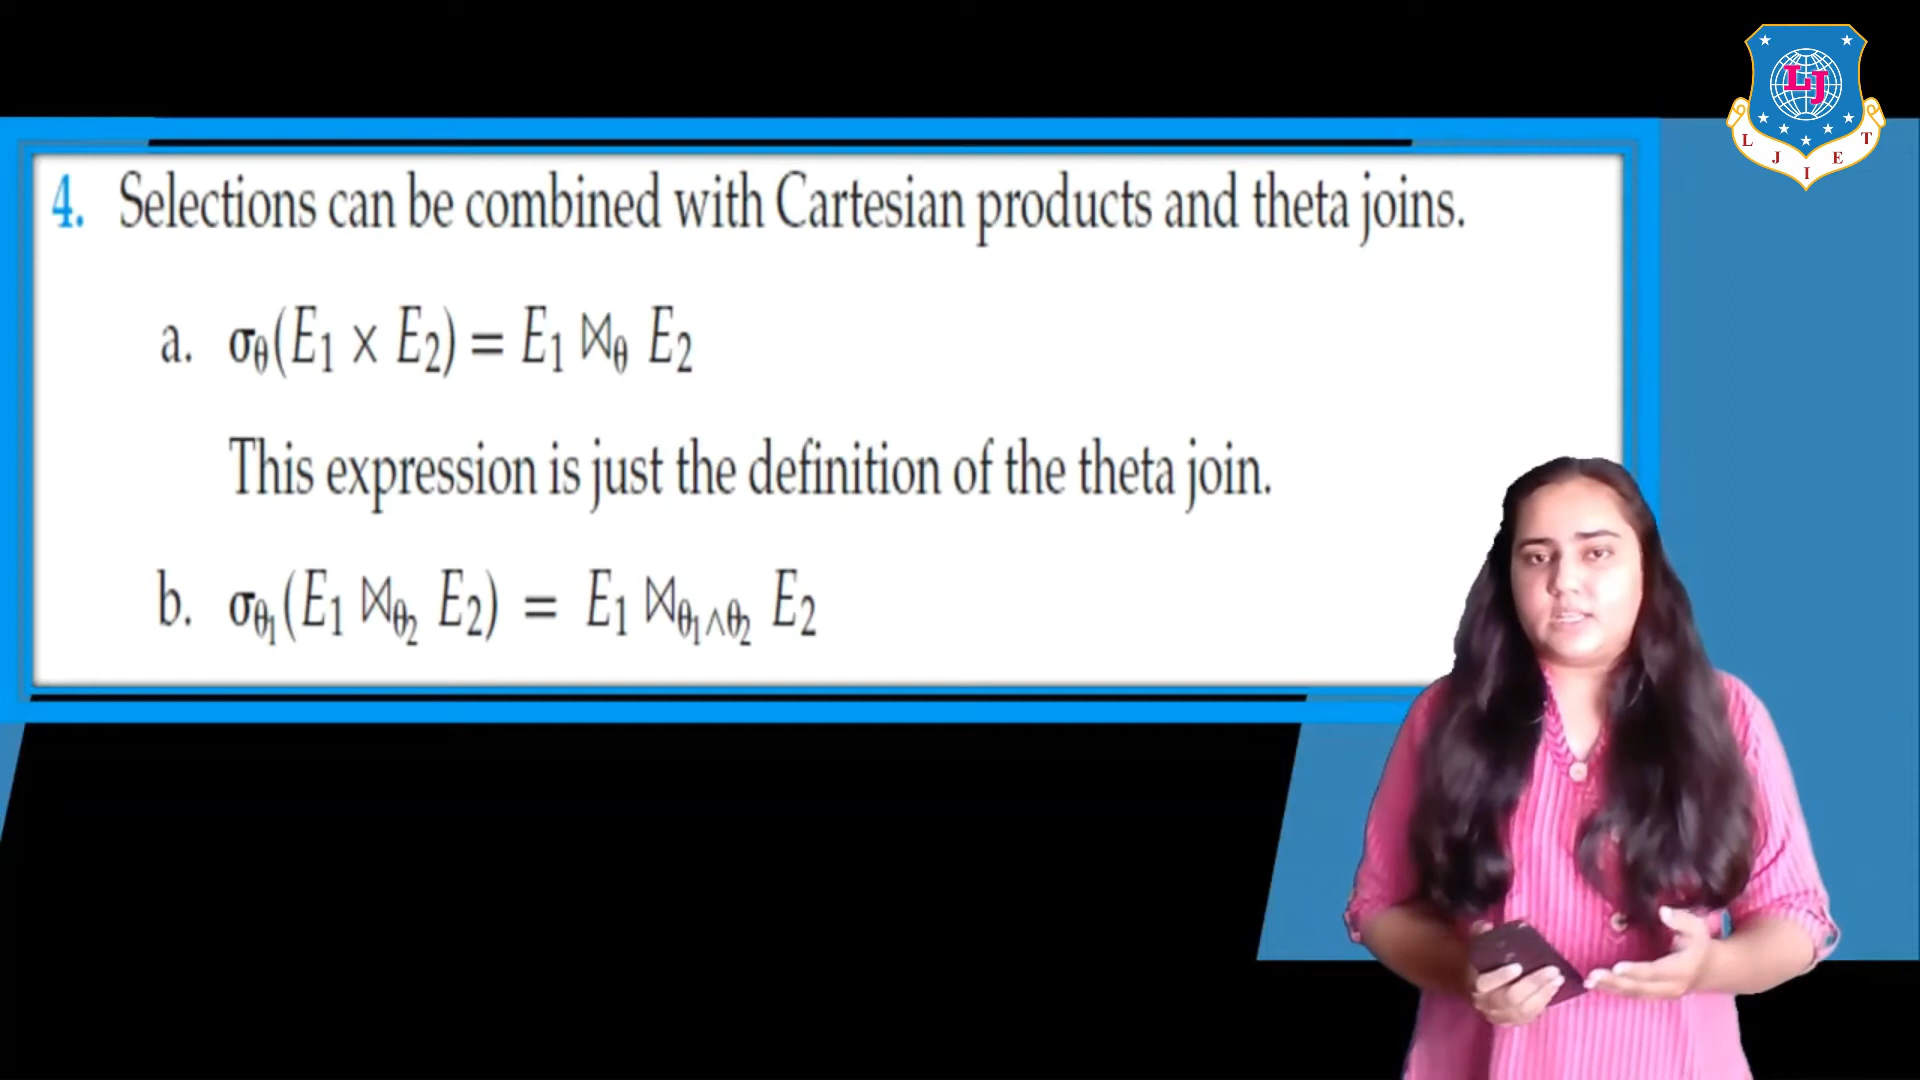 4. Selections can be combined with Cartesian products and theta joins.
a. σθ(E₁ × E₂) = E₁ ⋈θ E₂
This expression is just the definition of the theta join.
b. σθ₁(E₁ ⋈θ₂ E₂) = E₁ ⋈θ₁∧θ₂ E₂
LJ
L J I E T